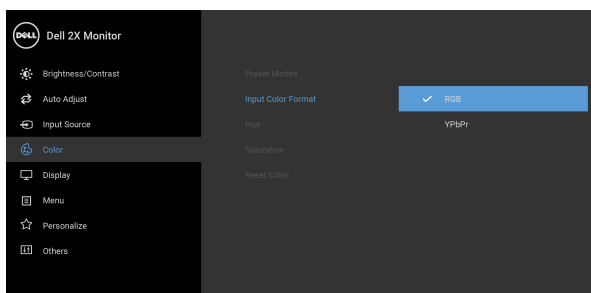 DELL Dell 2X Monitor
Brightness/Contrast
Auto Adjust
Input Source
Color
Display
Menu
Personalize
Others
Preset Modes
Input Color Format
Hue
Saturation
Reset Color
RGB
YPbPr